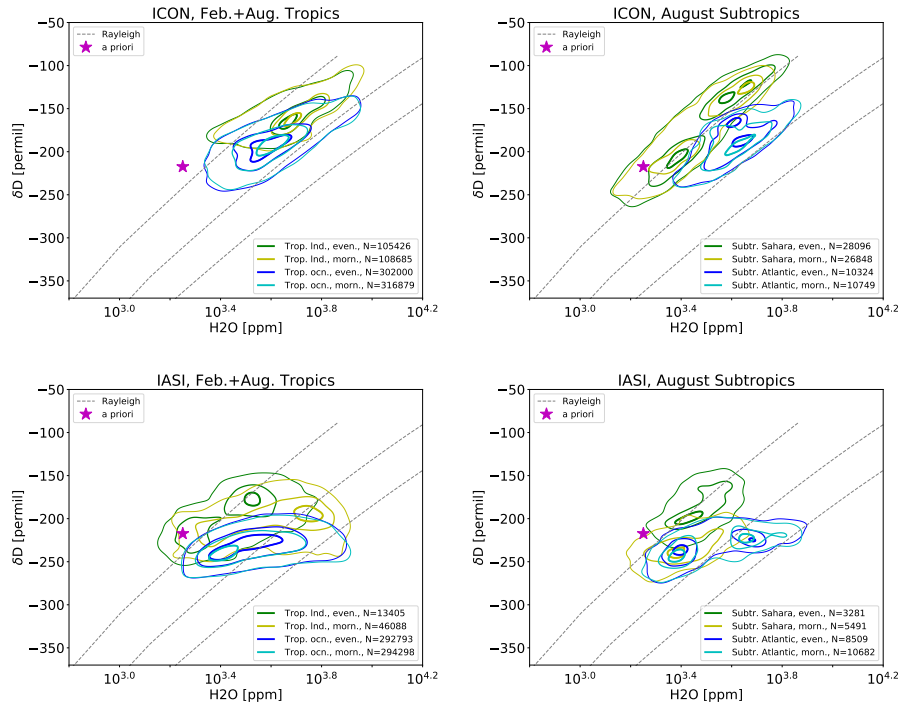 ICON, Feb.+Aug. Tropics
−50
−100
−150
−200
−250
−300
−350
δD [permil]
Rayleigh
a priori
Trop. lnd., even., N=105426
Trop. lnd., morn., N=108685
Trop. ocn., even., N=302000
Trop. ocn., morn., N=316879
10^3.0
10^3.4
10^3.8
10^4.2
H2O [ppm]
ICON, August Subtropics
−50
−100
−150
−200
−250
−300
−350
δD [permil]
Rayleigh
a priori
Subtr. Sahara, even., N=28096
Subtr. Sahara, morn., N=26848
Subtr. Atlantic, even., N=10324
Subtr. Atlantic, morn., N=10749
10^3.0
10^3.4
10^3.8
10^4.2
H2O [ppm]
IASI, Feb.+Aug. Tropics
−50
−100
−150
−200
−250
−300
−350
δD [permil]
Rayleigh
a priori
Trop. lnd., even., N=13405
Trop. lnd., morn., N=46088
Trop. ocn., even., N=292793
Trop. ocn., morn., N=294298
10^3.0
10^3.4
10^3.8
10^4.2
H2O [ppm]
IASI, August Subtropics
−50
−100
−150
−200
−250
−300
−350
δD [permil]
Rayleigh
a priori
Subtr. Sahara, even., N=3281
Subtr. Sahara, morn., N=5491
Subtr. Atlantic, even., N=8509
Subtr. Atlantic, morn., N=10682
10^3.0
10^3.4
10^3.8
10^4.2
H2O [ppm]